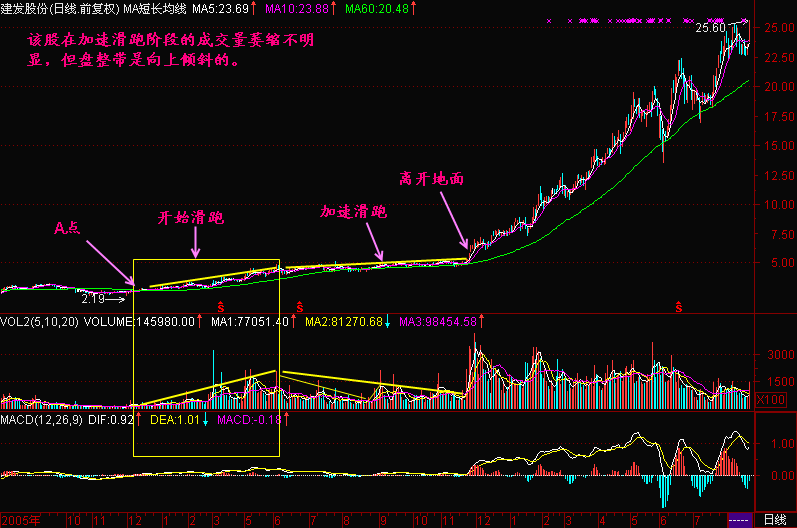 建发股份(日线.前复权) MA短长均线 MA5:23.69↑ MA10:23.88↑ MA60:20.48↑
该股在加速滑跑阶段的成交量萎缩不明
显，但盘整带是向上倾斜的。
25.60
25.00
22.50
20.00
17.50
15.00
12.50
10.00
7.50
5.00
离开地面
加速滑跑
开始滑跑
A点
2.19
S
S
S
VOL2(5,10,20) VOLUME:145980.00↑ MA1:77051.40↑ MA2:81270.68↓ MA3:98454.58↑
3000
1500
X100
MACD(12,26,9) DIF:0.92↑ DEA:1.01↓ MACD:-0.18↑
1.00
0.00
2005年 10 11 12 2 3 4 5 6 7 8 9 10 11 12 2 3 4 5 6 7 ----- 日线